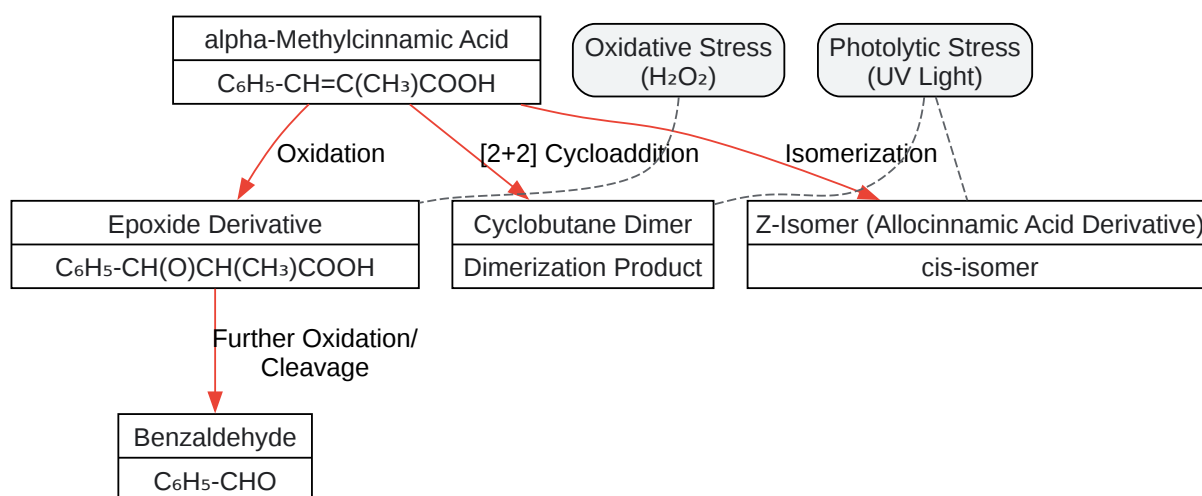 alpha-Methylcinnamic Acid
C₆H₅-CH=C(CH₃)COOH
Oxidative Stress
(H₂O₂)
Photolytic Stress
(UV Light)
Oxidation
[2+2] Cycloaddition
Isomerization
Epoxide Derivative
C₆H₅-CH(O)CH(CH₃)COOH
Cyclobutane Dimer
Dimerization Product
Z-Isomer (Allocinnamic Acid Derivative)
cis-isomer
Further Oxidation/
Cleavage
Benzaldehyde
C₆H₅-CHO